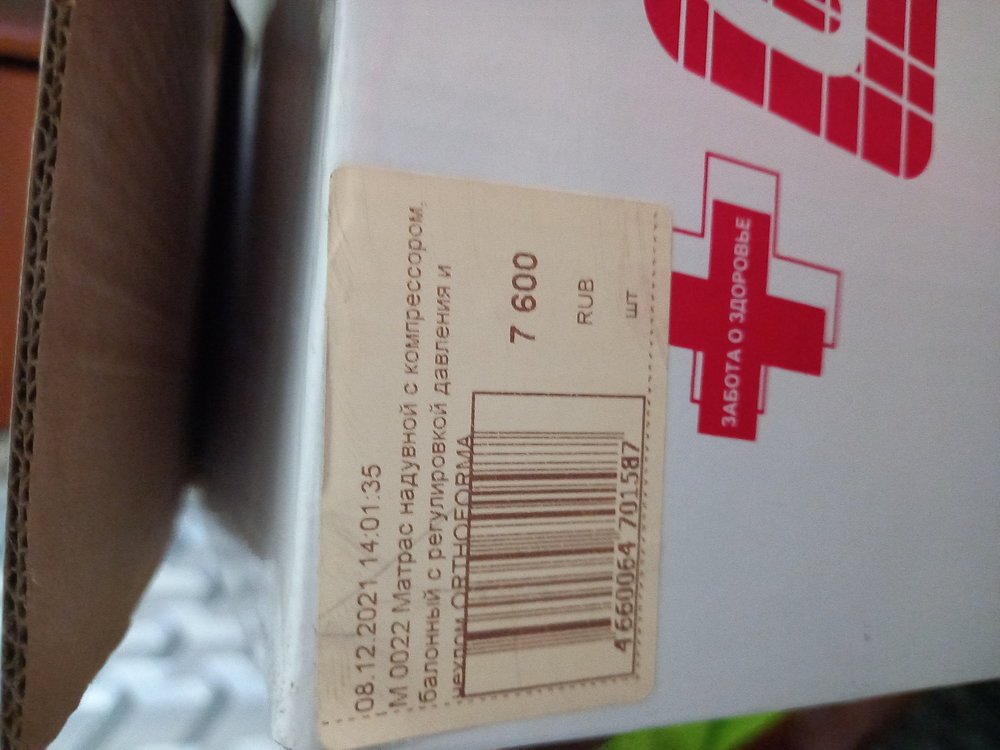 08.12.2021 14:01:35
М 0022 Матрас надувной с компрессором,
балонный с регулировкой давления и
чехлом ORTHOFORMA
7 600
RUB
шт
4 660064 701587
ЗАБОТА О ЗДОРОВЬЕ